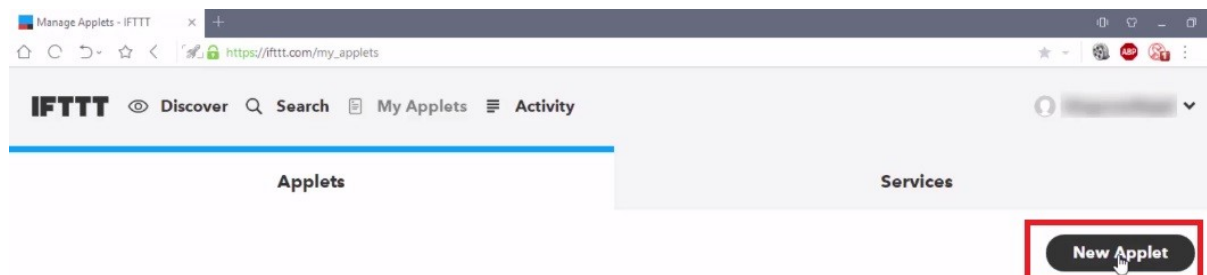 Manage Applets - IFTTT
https://ifttt.com/my_applets
IFTTT Discover Search My Applets Activity
Applets Services
New Applet